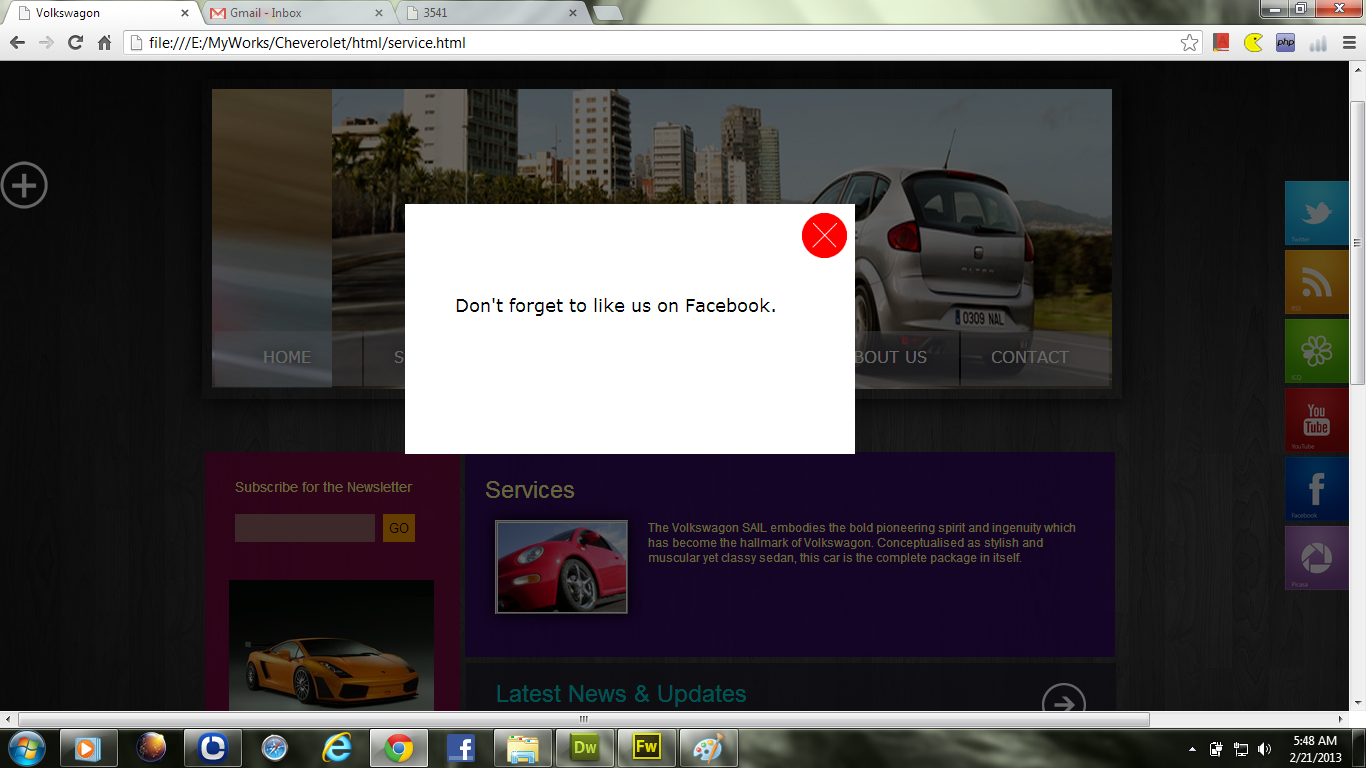 Volkswagon
Gmail - Inbox
3541
file:///E:/MyWorks/Cheverolet/html/service.html
php
ALTEA
0309 NAL
HOME
S
BOUT US
CONTACT
Don't forget to like us on Facebook.
Twitter
RSS
ICQ
You
Tube
YouTube
Facebook
Picasa
Subscribe for the Newsletter
GO
Services
The Volkswagon SAIL embodies the bold pioneering spirit and ingenuity which
has become the hallmark of Volkswagon. Conceptualised as stylish and
muscular yet classy sedan, this car is the complete package in itself.
Latest News & Updates
Dw
Fw
5:48 AM
2/21/2013